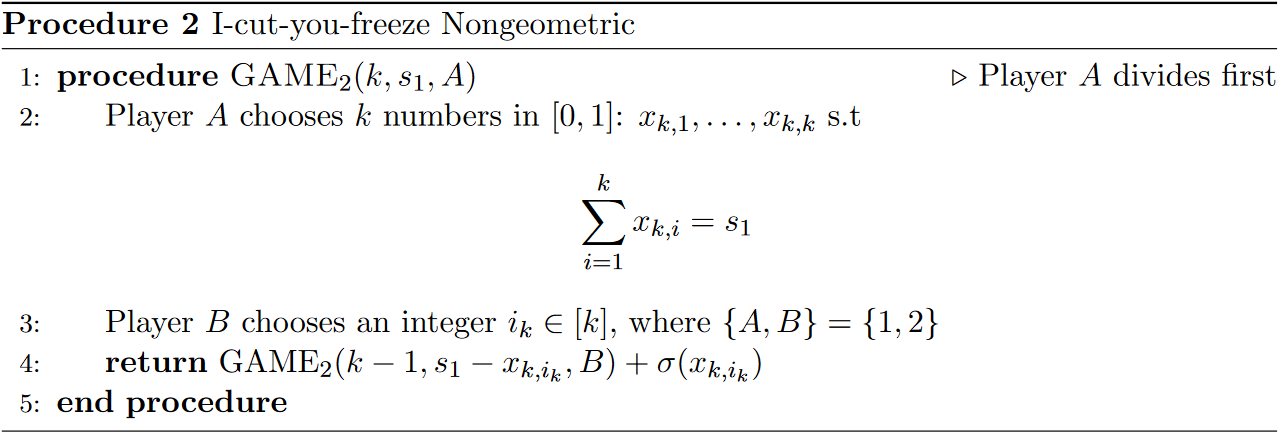 Procedure 2 I-cut-you-freeze Nongeometric
1: procedure GAME₂(k, s₁, A) ▷ Player A divides first
2: Player A chooses k numbers in [0, 1]: x_{k,1}, . . . , x_{k,k} s.t
\sum_{i=1}^{k} x_{k,i} = s_1
3: Player B chooses an integer i_k ∈ [k], where {A, B} = {1, 2}
4: return GAME₂(k − 1, s₁ − x_{k,i_k}, B) + σ(x_{k,i_k})
5: end procedure